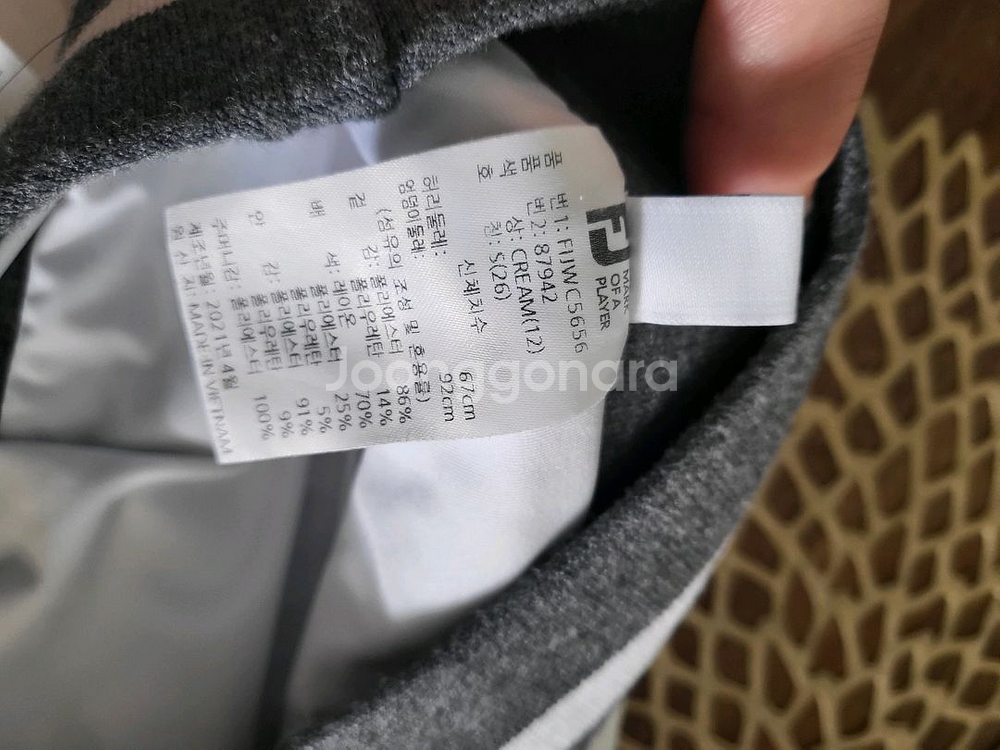 FJ
MARK
OF A
PLAYER
품 번1: FIJWC5656
품 번2: 87942
색 상: CREAM(12)
호 칭: S(26)
신체치수
허리둘레: 67cm
엉덩이둘레: 92cm
(섬유의 조성 및 혼용율)
겉 감: 폴리에스터 86%
폴리우레탄 14%
배 색: 레이온 70%
폴리에스터 25%
폴리우레탄 5%
안 감: 폴리에스터 91%
폴리우레탄 9%
주머니감: 폴리에스터 100%
제조년월: 2021년 4월
원 산 지: MADE IN VIETNAM
Joonggonara